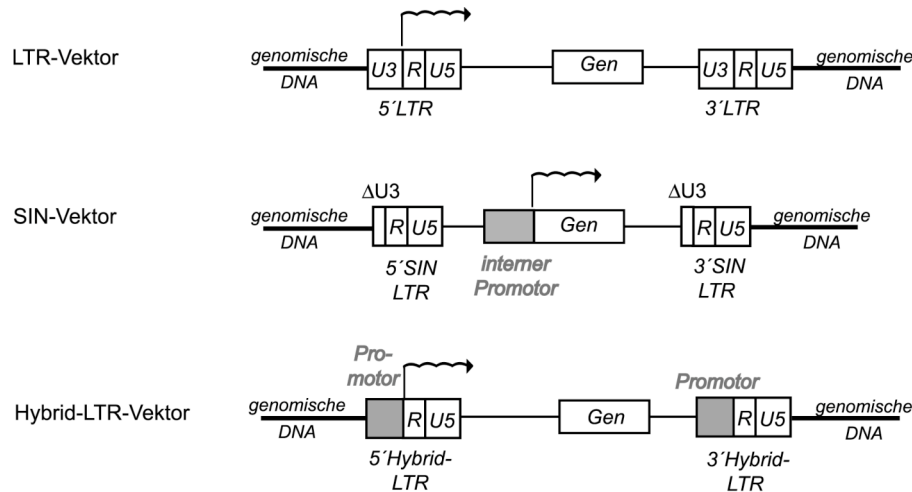 LTR-Vektor
genomische
DNA
U3 R U5
5´LTR
Gen
U3 R U5
3´LTR
genomische
DNA
SIN-Vektor
genomische
DNA
ΔU3
R U5
5´SIN
LTR
interner
Promotor
Gen
ΔU3
R U5
3´SIN
LTR
genomische
DNA
Hybrid-LTR-Vektor
genomische
DNA
Pro-
motor
R U5
5´Hybrid-
LTR
Gen
Promotor
R U5
3´Hybrid-
LTR
genomische
DNA